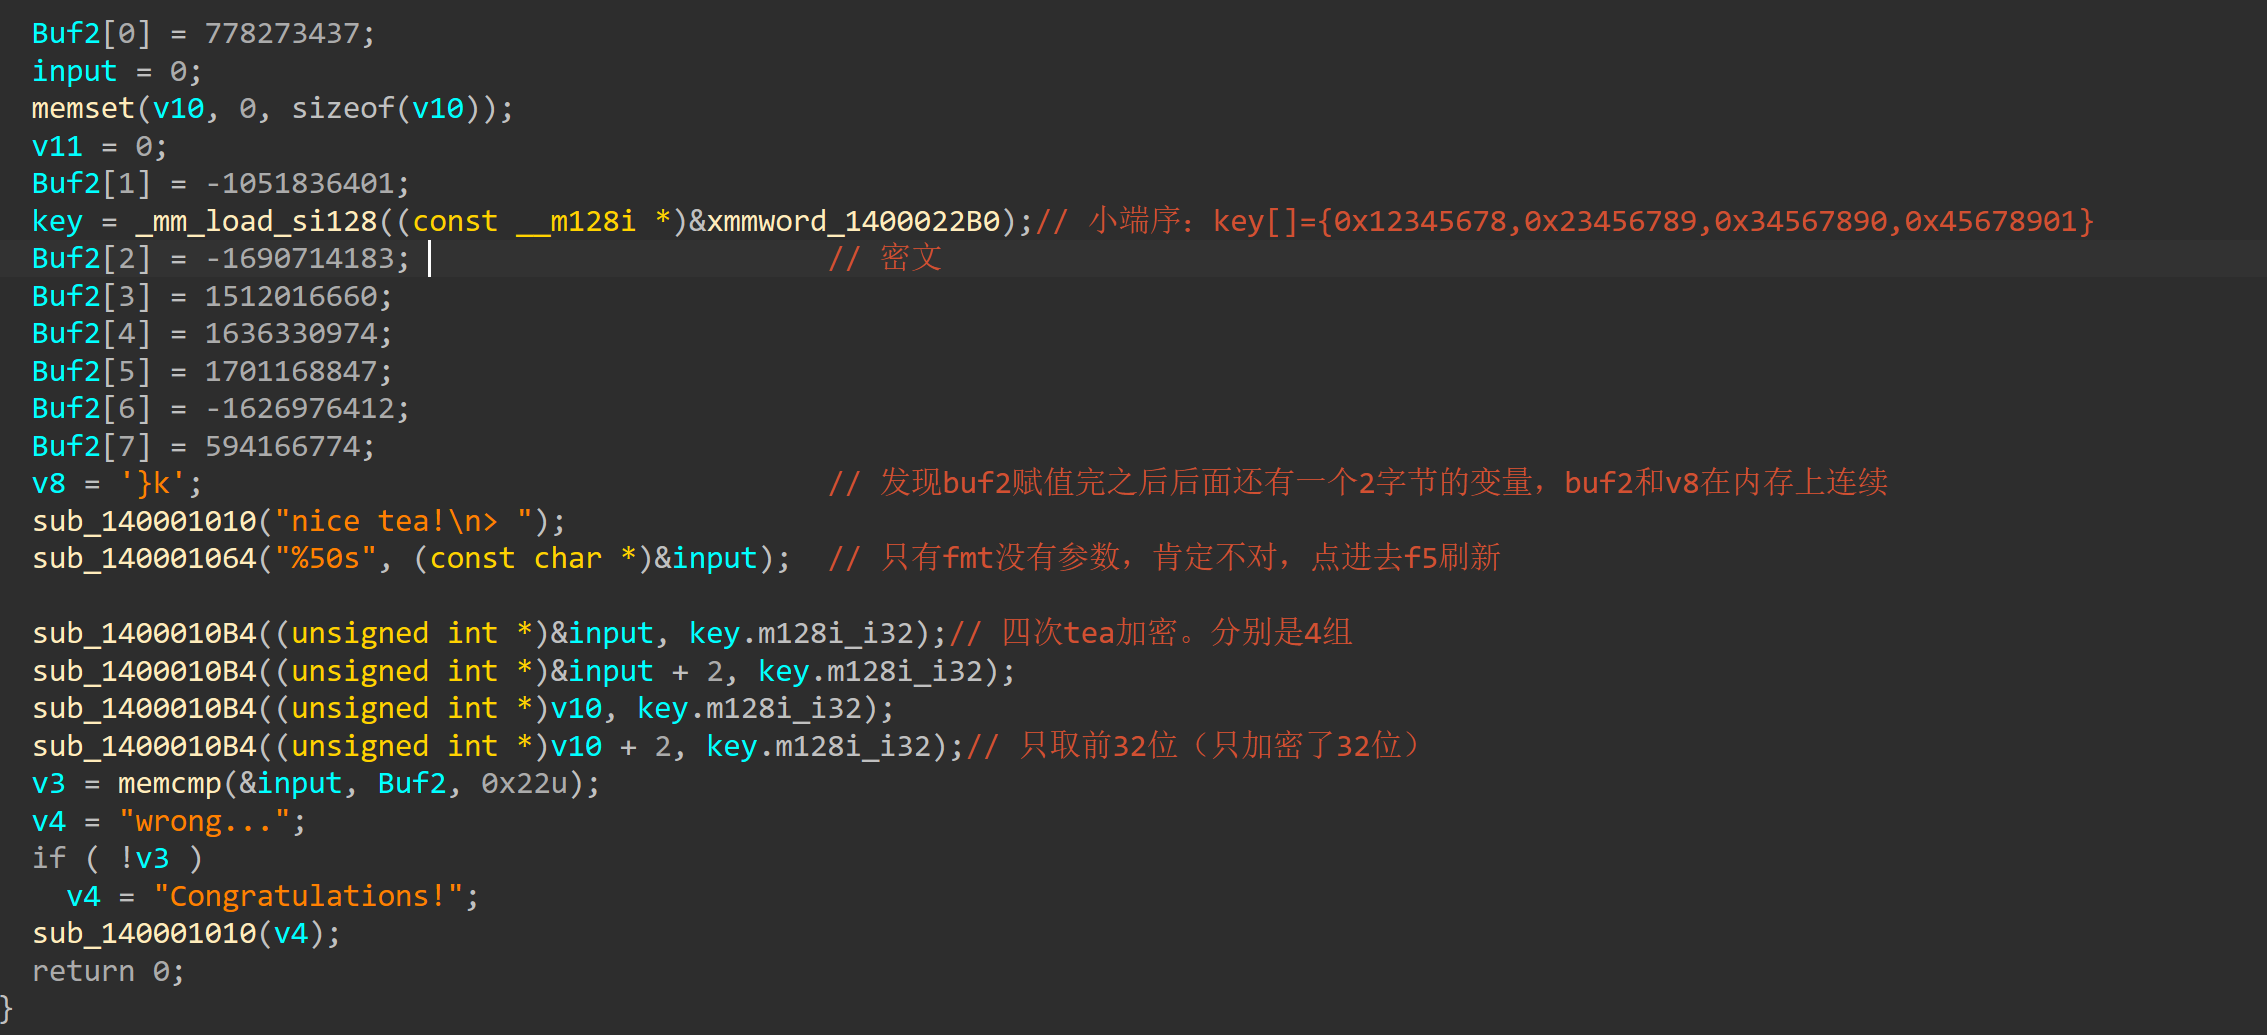 Buf2[0] = 778273437;
input = 0;
memset(v10, 0, sizeof(v10));
v11 = 0;
Buf2[1] = -1051836401;
key = _mm_load_si128((const __m128i *)&xmmword_1400022B0);// 小端序：key[]={0x12345678,0x23456789,0x34567890,0x45678901}
Buf2[2] = -1690714183; // 密文
Buf2[3] = 1512016660;
Buf2[4] = 1636330974;
Buf2[5] = 1701168847;
Buf2[6] = -1626976412;
Buf2[7] = 594166774;
v8 = '}k'; // 发现buf2赋值完之后后面还有一个2字节的变量，buf2和v8在内存上连续
sub_140001010("nice tea!\n> ");
sub_140001064("%50s", (const char *)&input); // 只有fmt没有参数，肯定不对，点进去f5刷新
sub_1400010B4((unsigned int *)&input, key.m128i_i32);// 四次tea加密。分别是4组
sub_1400010B4((unsigned int *)&input + 2, key.m128i_i32);
sub_1400010B4((unsigned int *)v10, key.m128i_i32);
sub_1400010B4((unsigned int *)v10 + 2, key.m128i_i32);// 只取前32位（只加密了32位）
v3 = memcmp(&input, Buf2, 0x22u);
v4 = "wrong...";
if ( !v3 )
v4 = "Congratulations!";
sub_140001010(v4);
return 0;
}